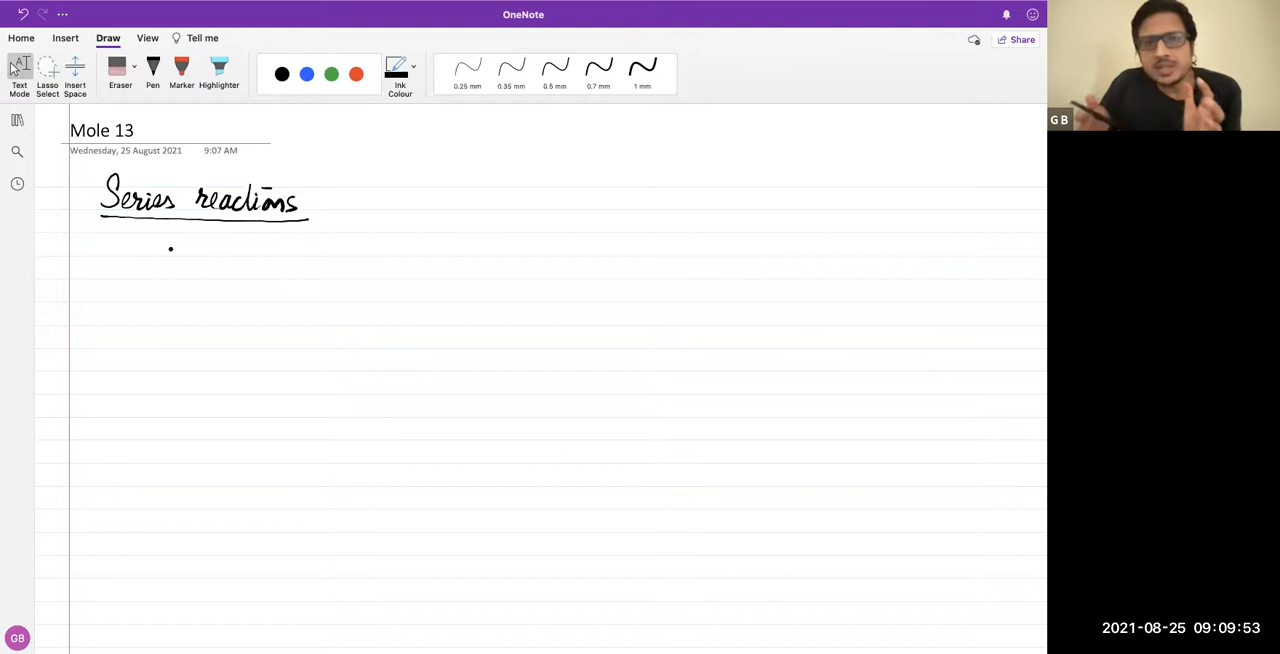 OneNote
Home Insert Draw View Tell me
Share
Text Mode
Lasso Select
Insert Space
Eraser
Pen
Marker
Highlighter
Ink Colour
0.25 mm 0.35 mm 0.5 mm 0.7 mm 1 mm
G B
Mole 13
Wednesday, 25 August 2021 9:07 AM
Series reactions
GB
2021-08-25 09:09:53